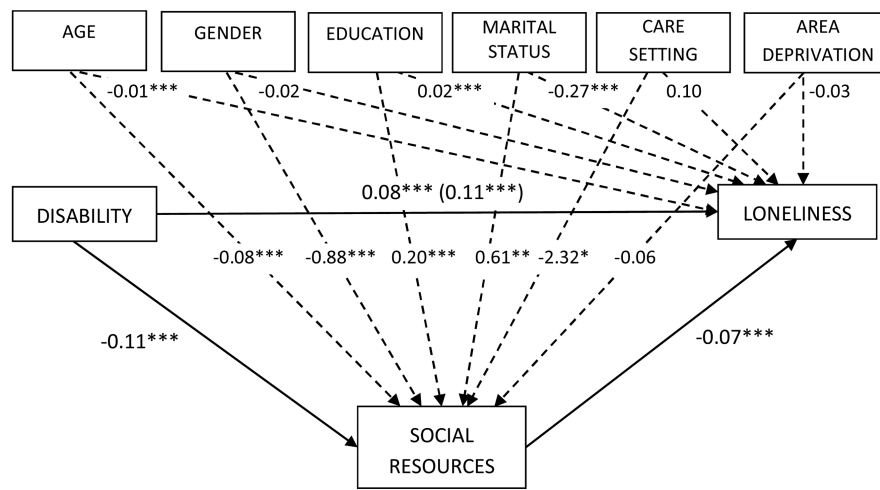 AGE
GENDER
EDUCATION
MARITAL
STATUS
CARE
SETTING
AREA
DEPRIVATION
-0.01***
-0.02
0.02***
-0.27***
0.10
-0.03
0.08*** (0.11***)
DISABILITY
LONELINESS
-0.08***
-0.88***
0.20***
0.61**
-2.32*
-0.06
-0.11***
-0.07***
SOCIAL
RESOURCES